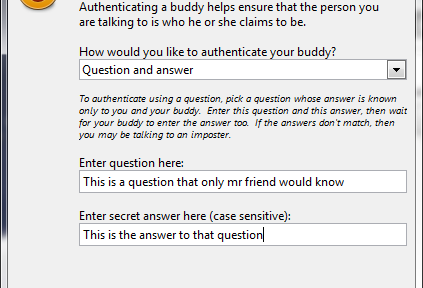 Authenticating a buddy helps ensure that the person you
are talking to is who he or she claims to be.
How would you like to authenticate your buddy?
Question and answer
To authenticate using a question, pick a question whose answer is known
only to you and your buddy.  Enter this question and this answer, then wait
for your buddy to enter the answer too.  If the answers don't match, then
you may be talking to an imposter.
Enter question here:
This is a question that only mr friend would know
Enter secret answer here (case sensitive):
This is the answer to that question